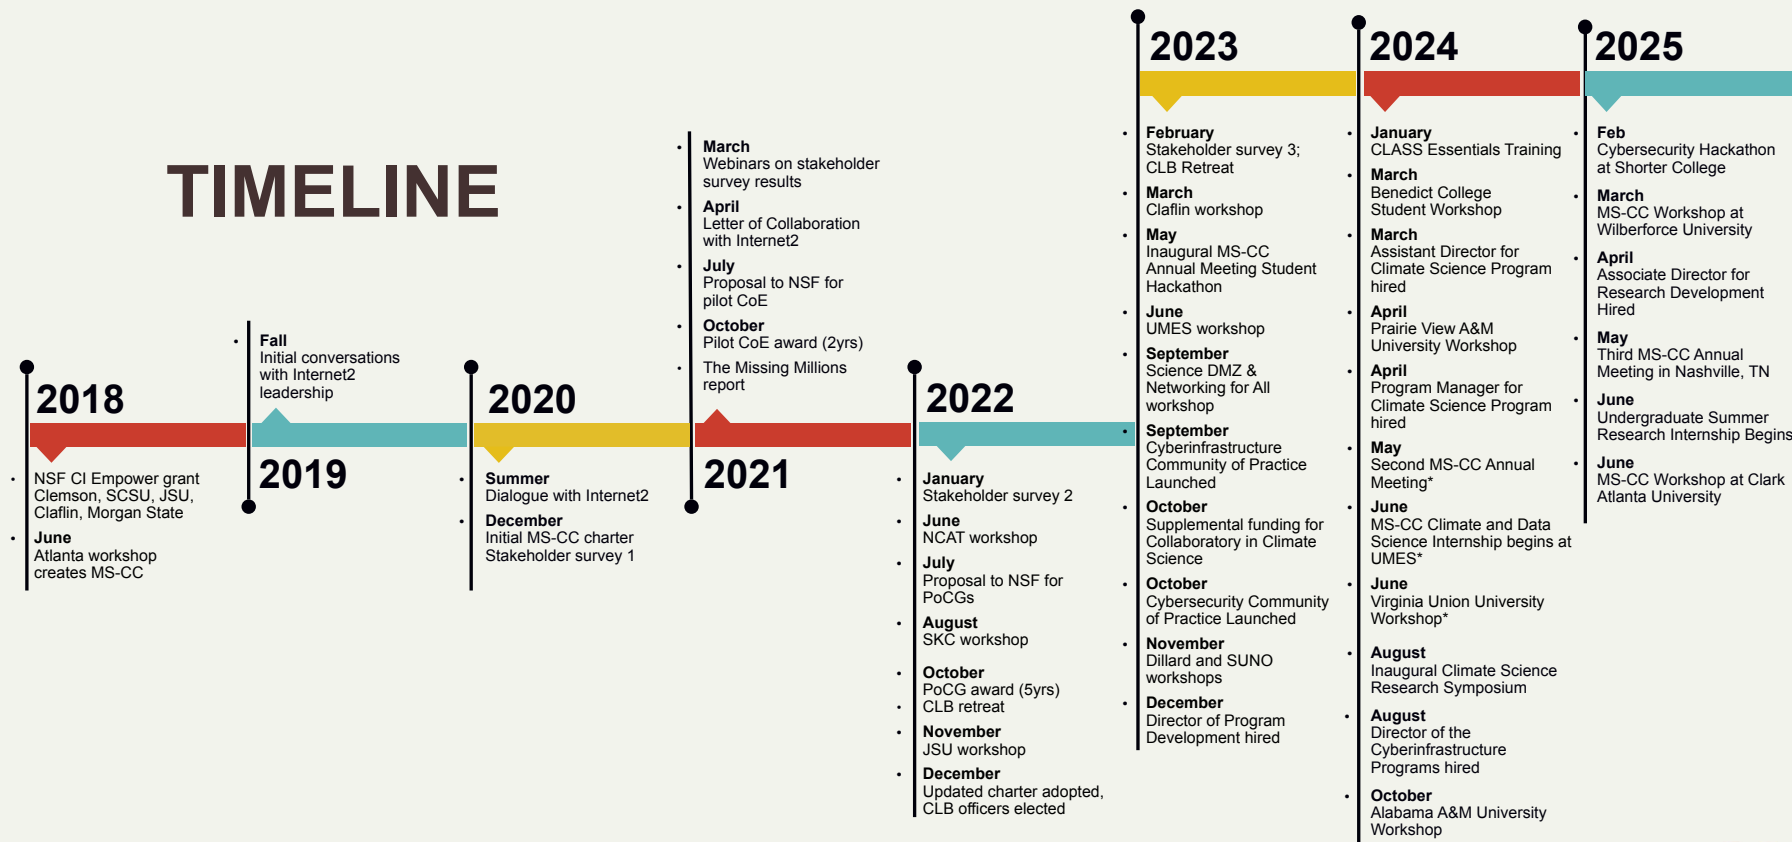 TIMELINE
2018
• NSF CI Empower grant
Clemson, SCSU, JSU,
Claflin, Morgan State
• June
Atlanta workshop
creates MS-CC
• Fall
Initial conversations
with Internet2
leadership
2019
2020
• Summer
Dialogue with Internet2
• December
Initial MS-CC charter
Stakeholder survey 1
• March
Webinars on stakeholder
survey results
• April
Letter of Collaboration
with Internet2
• July
Proposal to NSF for
pilot CoE
• October
Pilot CoE award (2yrs)
• The Missing Millions
report
2021
2022
• January
Stakeholder survey 2
• June
NCAT workshop
• July
Proposal to NSF for
PoCGs
• August
SKC workshop
• October
PoCG award (5yrs)
• CLB retreat
• November
JSU workshop
• December
Updated charter adopted,
CLB officers elected
2023
• February
Stakeholder survey 3;
CLB Retreat
• March
Claflin workshop
• May
Inaugural MS-CC
Annual Meeting Student
Hackathon
• June
UMES workshop
• September
Science DMZ &
Networking for All
workshop
• September
Cyberinfrastructure
Community of Practice
Launched
• October
Supplemental funding for
Collaboratory in Climate
Science
• October
Cybersecurity Community
of Practice Launched
• November
Dillard and SUNO
workshops
• December
Director of Program
Development hired
2024
• January
CLASS Essentials Training
• March
Benedict College
Student Workshop
• March
Assistant Director for
Climate Science Program
hired
• April
Prairie View A&M
University Workshop
• April
Program Manager for
Climate Science Program
hired
• May
Second MS-CC Annual
Meeting*
• June
MS-CC Climate and Data
Science Internship begins at
UMES*
• June
Virginia Union University
Workshop*
• August
Inaugural Climate Science
Research Symposium
• August
Director of the
Cyberinfrastructure
Programs hired
• October
Alabama A&M University
Workshop
2025
• Feb
Cybersecurity Hackathon
at Shorter College
• March
MS-CC Workshop at
Wilberforce University
• April
Associate Director for
Research Development
Hired
• May
Third MS-CC Annual
Meeting in Nashville, TN
• June
Undergraduate Summer
Research Internship Begins
• June
MS-CC Workshop at Clark
Atlanta University